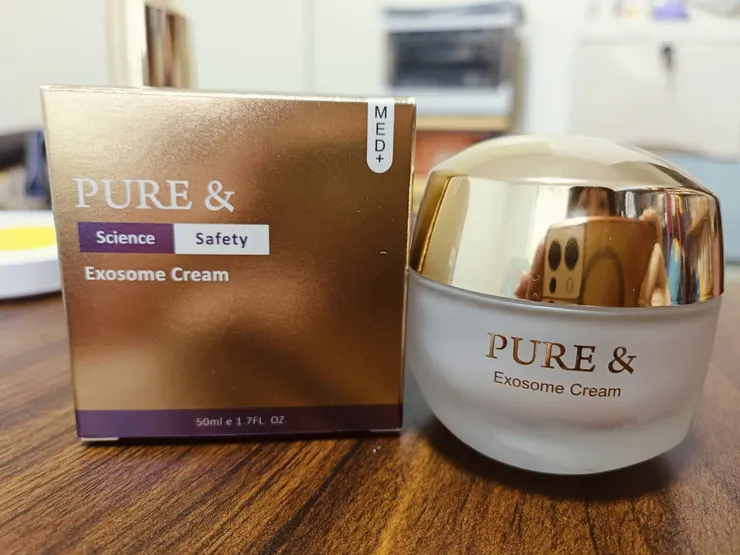 MED+
PURE &
Science Safety
Exosome Cream
50ml e 1.7FL. OZ.
PURE &
Exosome Cream